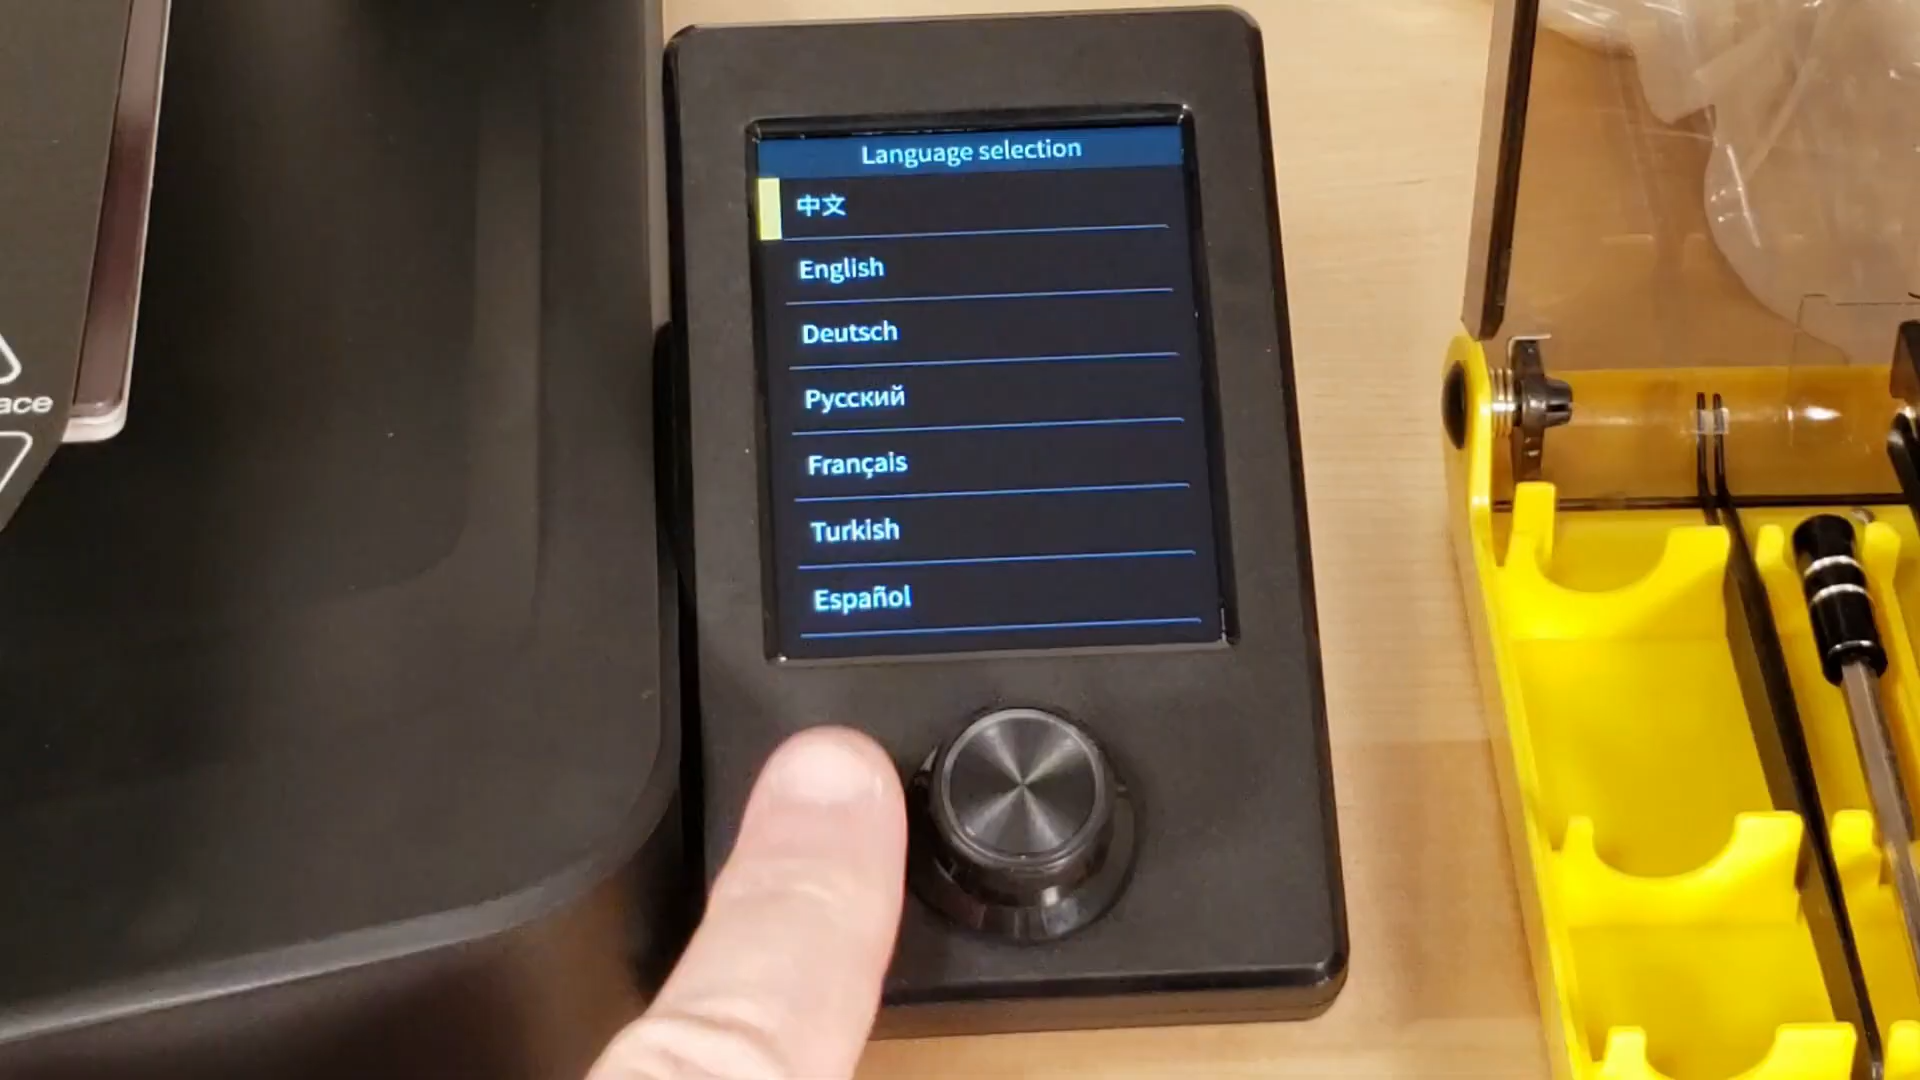 Language selection
中文
English
Deutsch
Русский
Français
Turkish
Español
ace